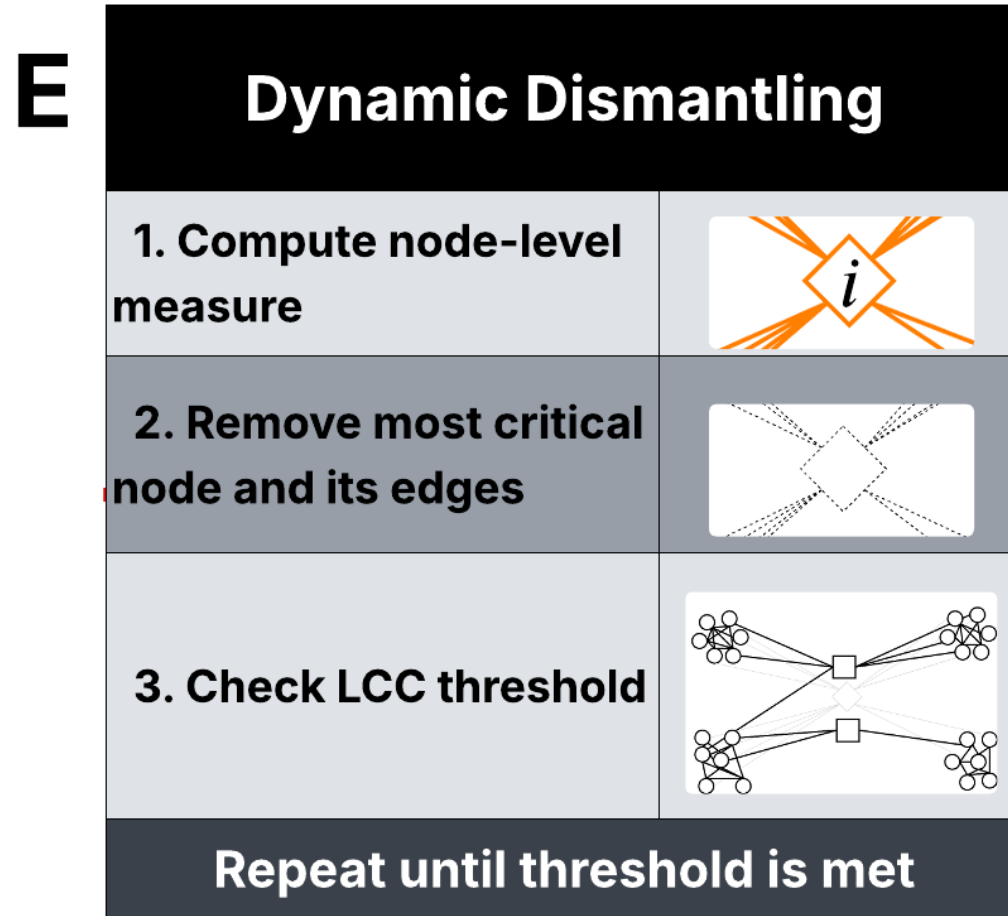 E
Dynamic Dismantling
1. Compute node-level
measure
i
2. Remove most critical
node and its edges
3. Check LCC threshold
Repeat until threshold is met